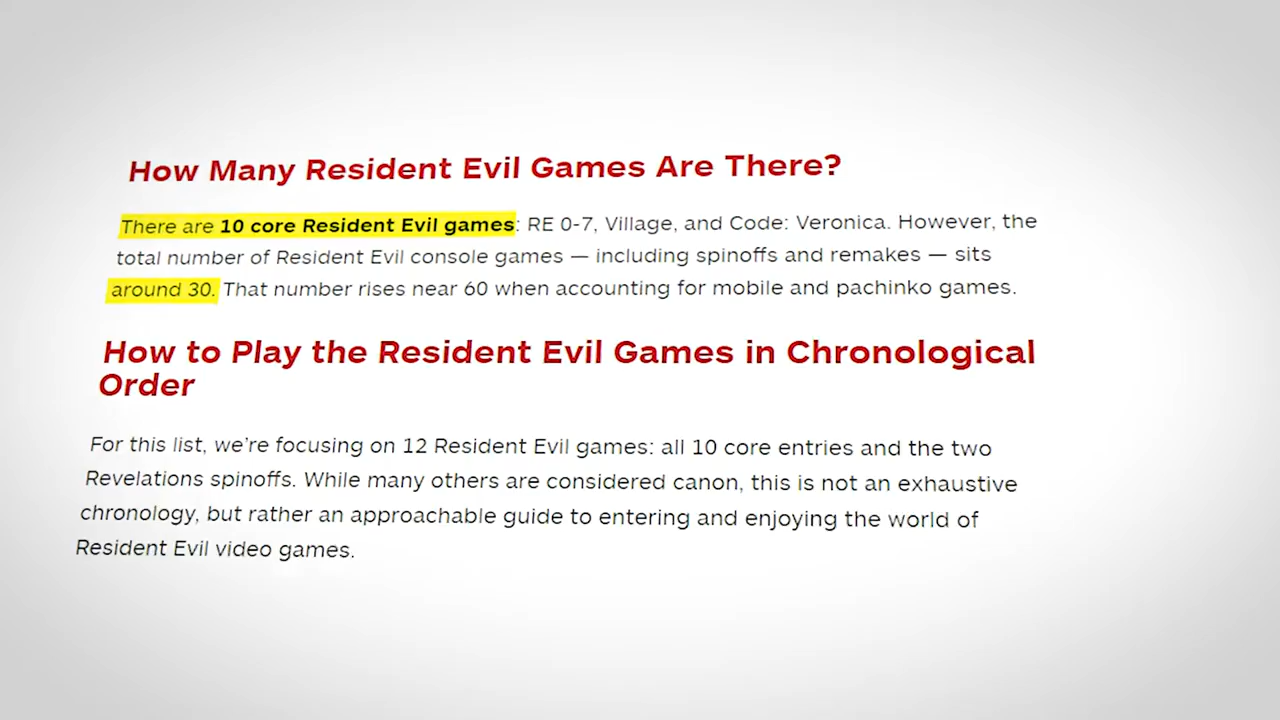 How Many Resident Evil Games Are There?
There are 10 core Resident Evil games: RE 0-7, Village, and Code: Veronica. However, the
total number of Resident Evil console games — including spinoffs and remakes — sits
around 30. That number rises near 60 when accounting for mobile and pachinko games.
How to Play the Resident Evil Games in Chronological
Order
For this list, we're focusing on 12 Resident Evil games: all 10 core entries and the two
Revelations spinoffs. While many others are considered canon, this is not an exhaustive
chronology, but rather an approachable guide to entering and enjoying the world of
Resident Evil video games.